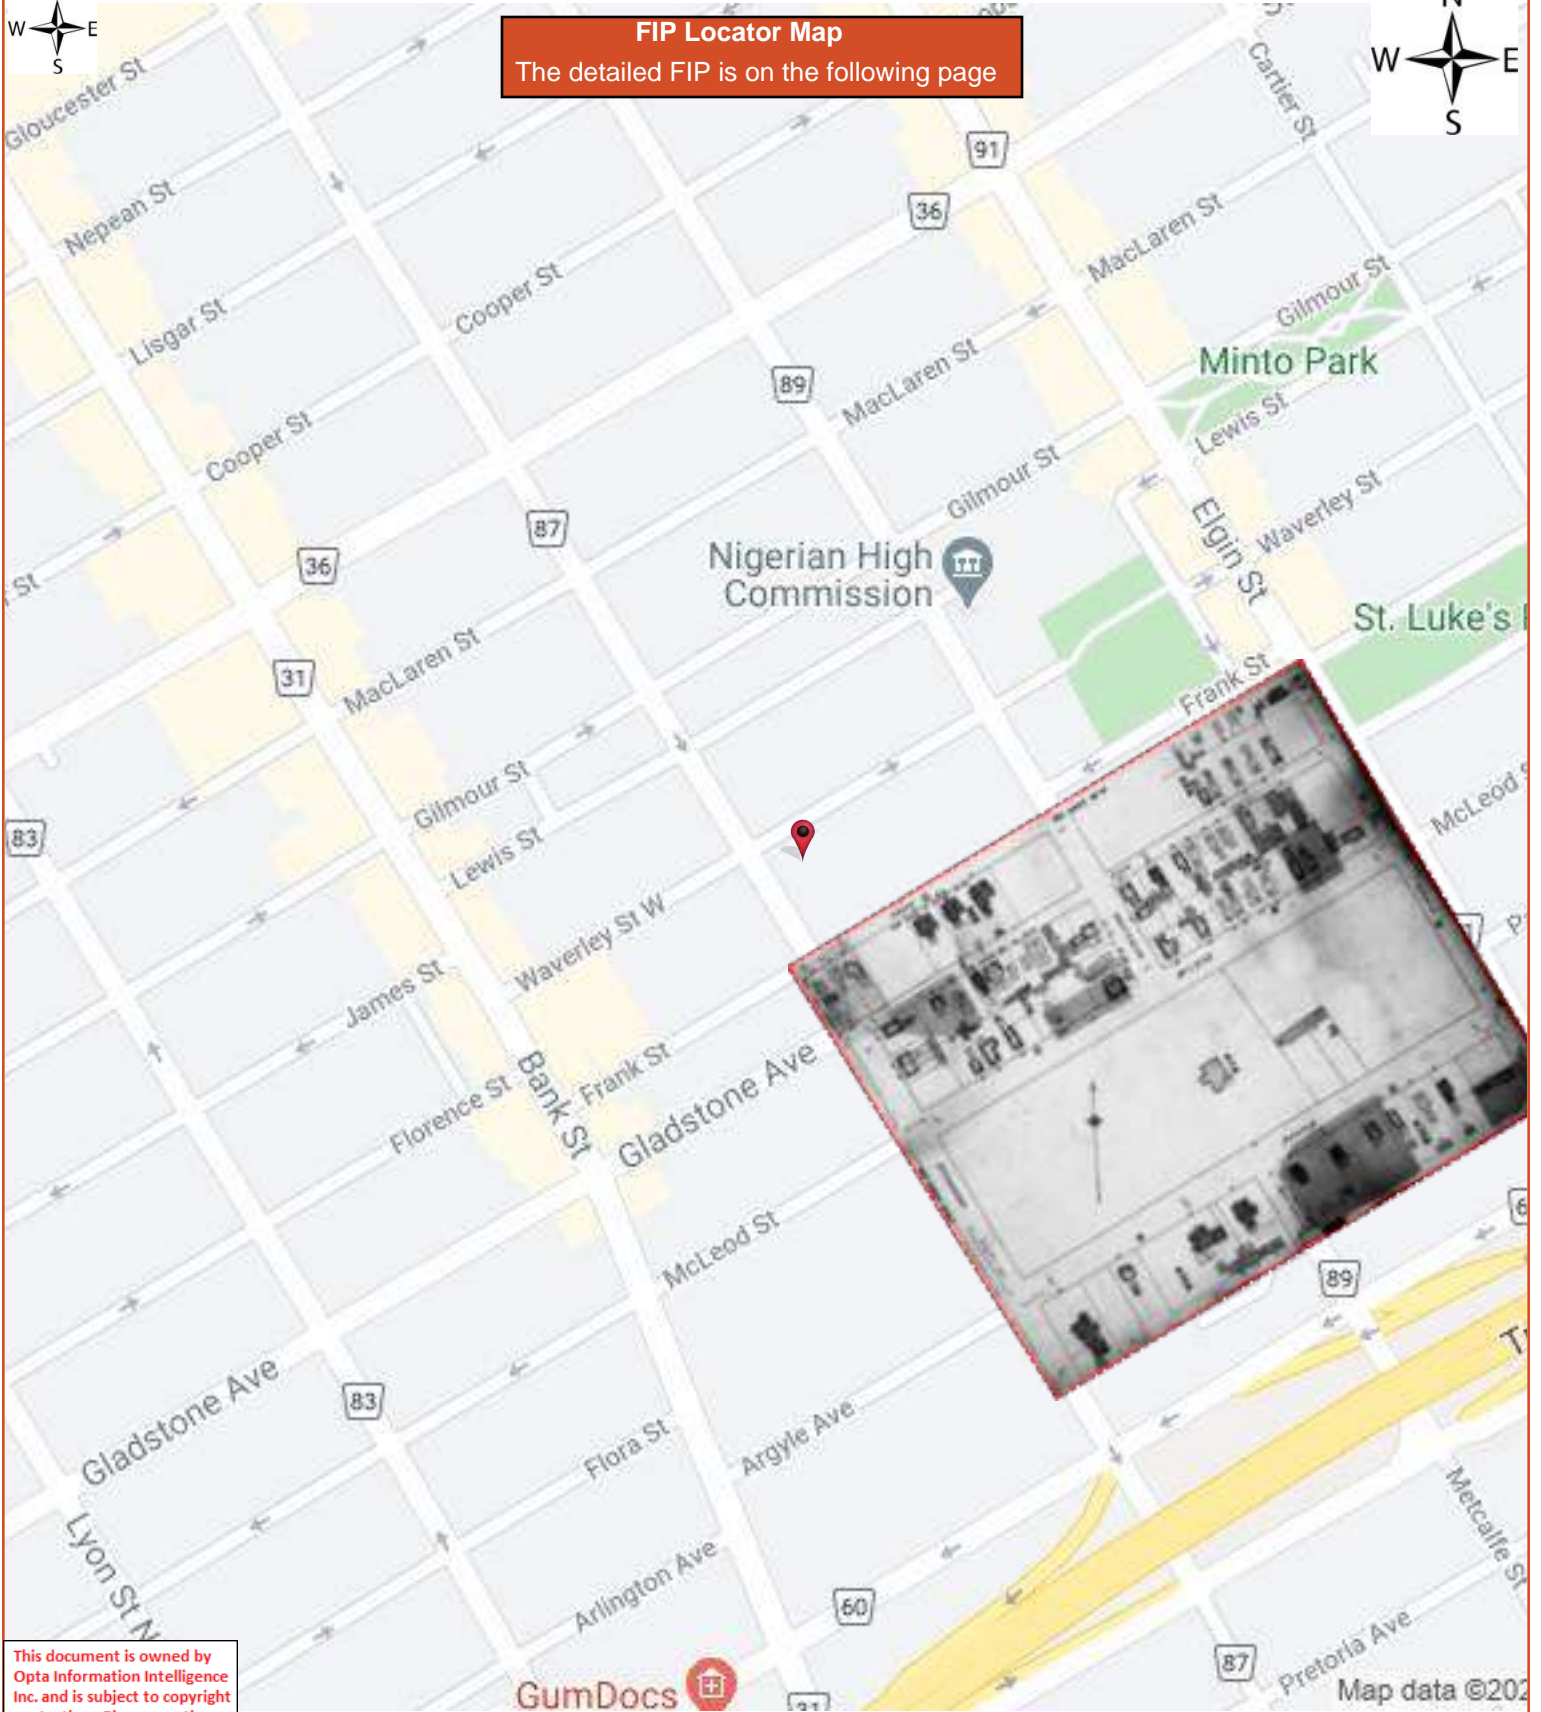 W E
S
FIP Locator Map
The detailed FIP is on the following page
N
W E
S
Gloucester St
Cartier St
91
Nepean St
36
MacLaren St
Cooper St
Gilmour St
Lisgar St
Minto Park
89
MacLaren St
Lewis St
Cooper St
Gilmour St
Waverley St
Elgin St
87
Nigerian High
Commission
36
St
St. Luke's
MacLaren St
31
Frank St
Gilmour St
McLeod
83
Lewis St
Waverley St W
James St
Frank St
Gladstone Ave
Bank St
Florence St
McLeod St
89
Gladstone Ave
83
Flora St
Argyle Ave
Metcalfe St
Lyon St N
Arlington Ave
60
This document is owned by
Opta Information Intelligence
Inc. and is subject to copyright
87
Pretoria Ave
GumDocs
31
Map data ©202